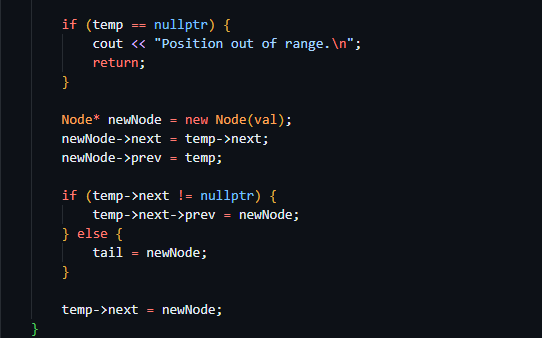 if (temp == nullptr) {
cout << "Position out of range.\n";
return;
}
Node* newNode = new Node(val);
newNode->next = temp->next;
newNode->prev = temp;
if (temp->next != nullptr) {
temp->next->prev = newNode;
} else {
tail = newNode;
}
temp->next = newNode;
}